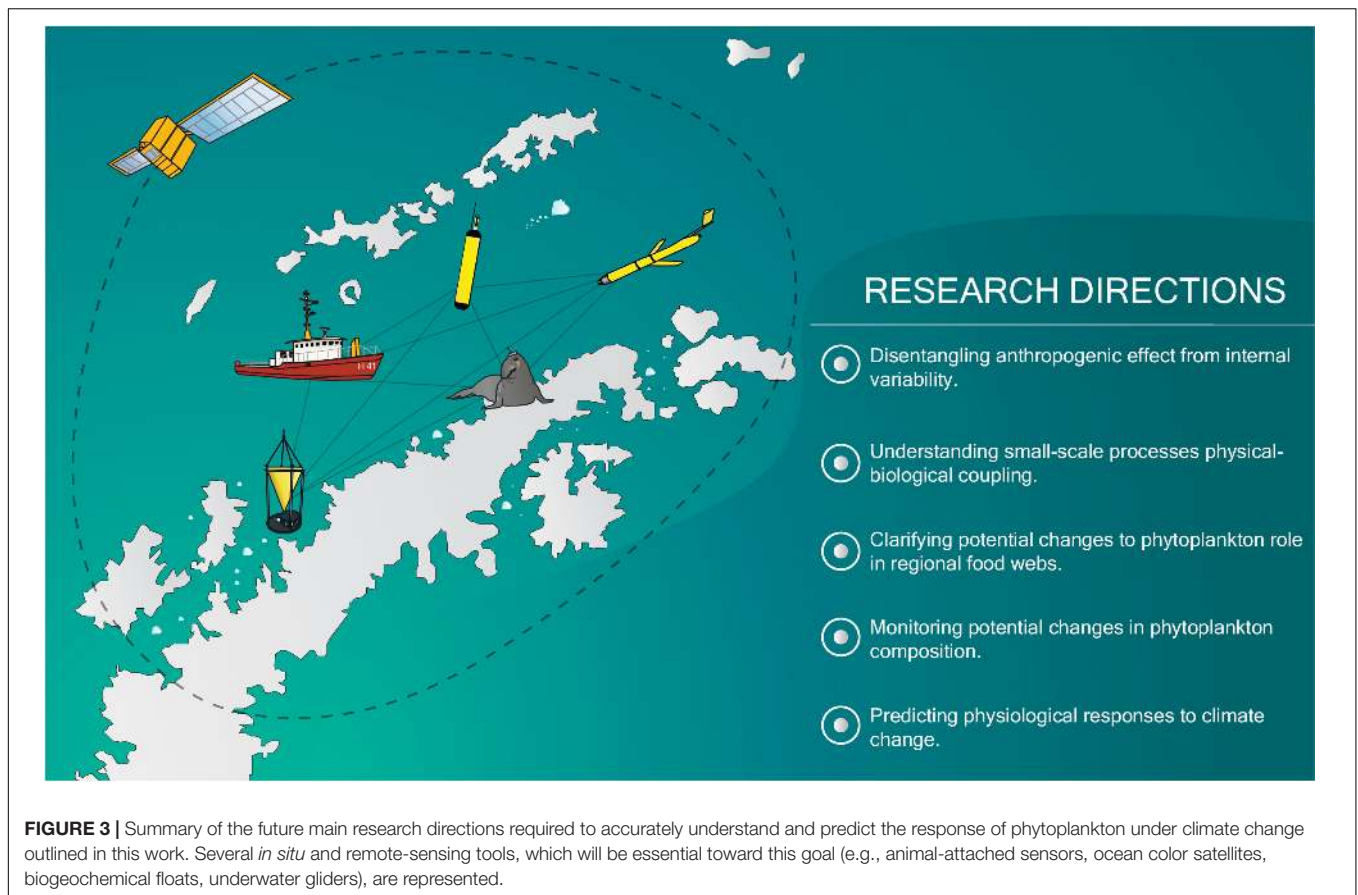 H 41
RESEARCH DIRECTIONS
Disentangling anthropogenic effect from internal
variability.
Understanding small-scale processes physical-
biological coupling.
Clarifying potential changes to phytoplankton role
in regional food webs.
Monitoring potential changes in phytoplankton
composition.
Predicting physiological responses to climate
change.
FIGURE 3 | Summary of the future main research directions required to accurately understand and predict the response of phytoplankton under climate change
outlined in this work. Several in situ and remote-sensing tools, which will be essential toward this goal (e.g., animal-attached sensors, ocean color satellites,
biogeochemical floats, underwater gliders), are represented.